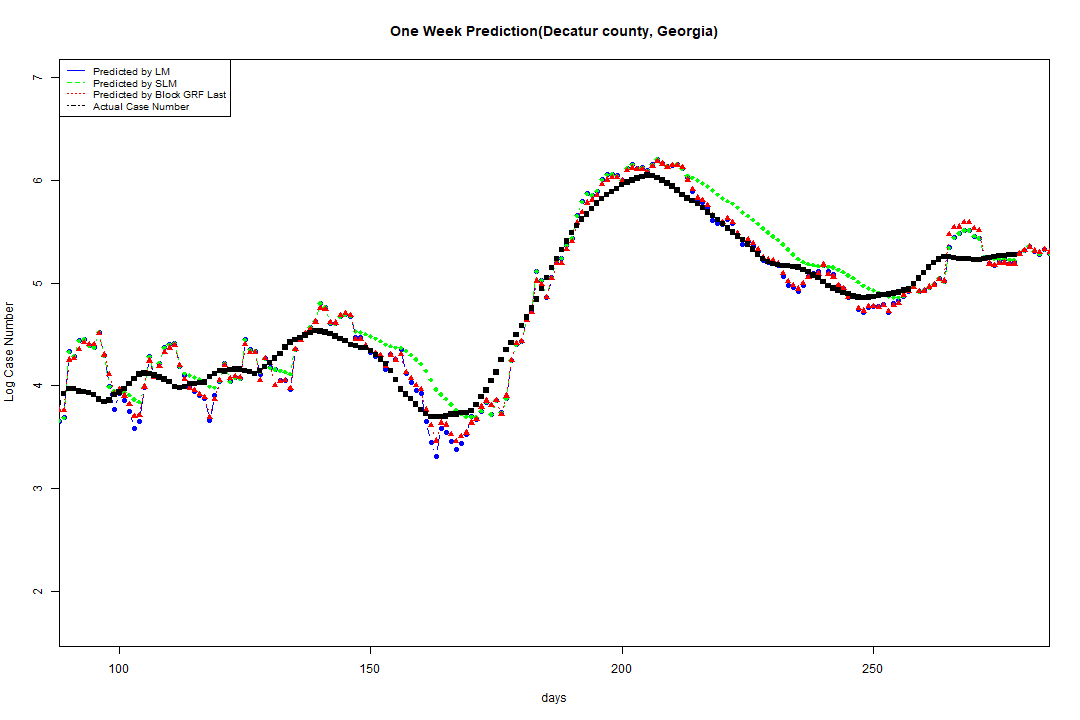 One Week Prediction(Decatur county, Georgia)
Predicted by LM
Predicted by SLM
Predicted by Block GRF Last
Actual Case Number
7
6
5
4
3
2
Log Case Number
100 150 200 250
days